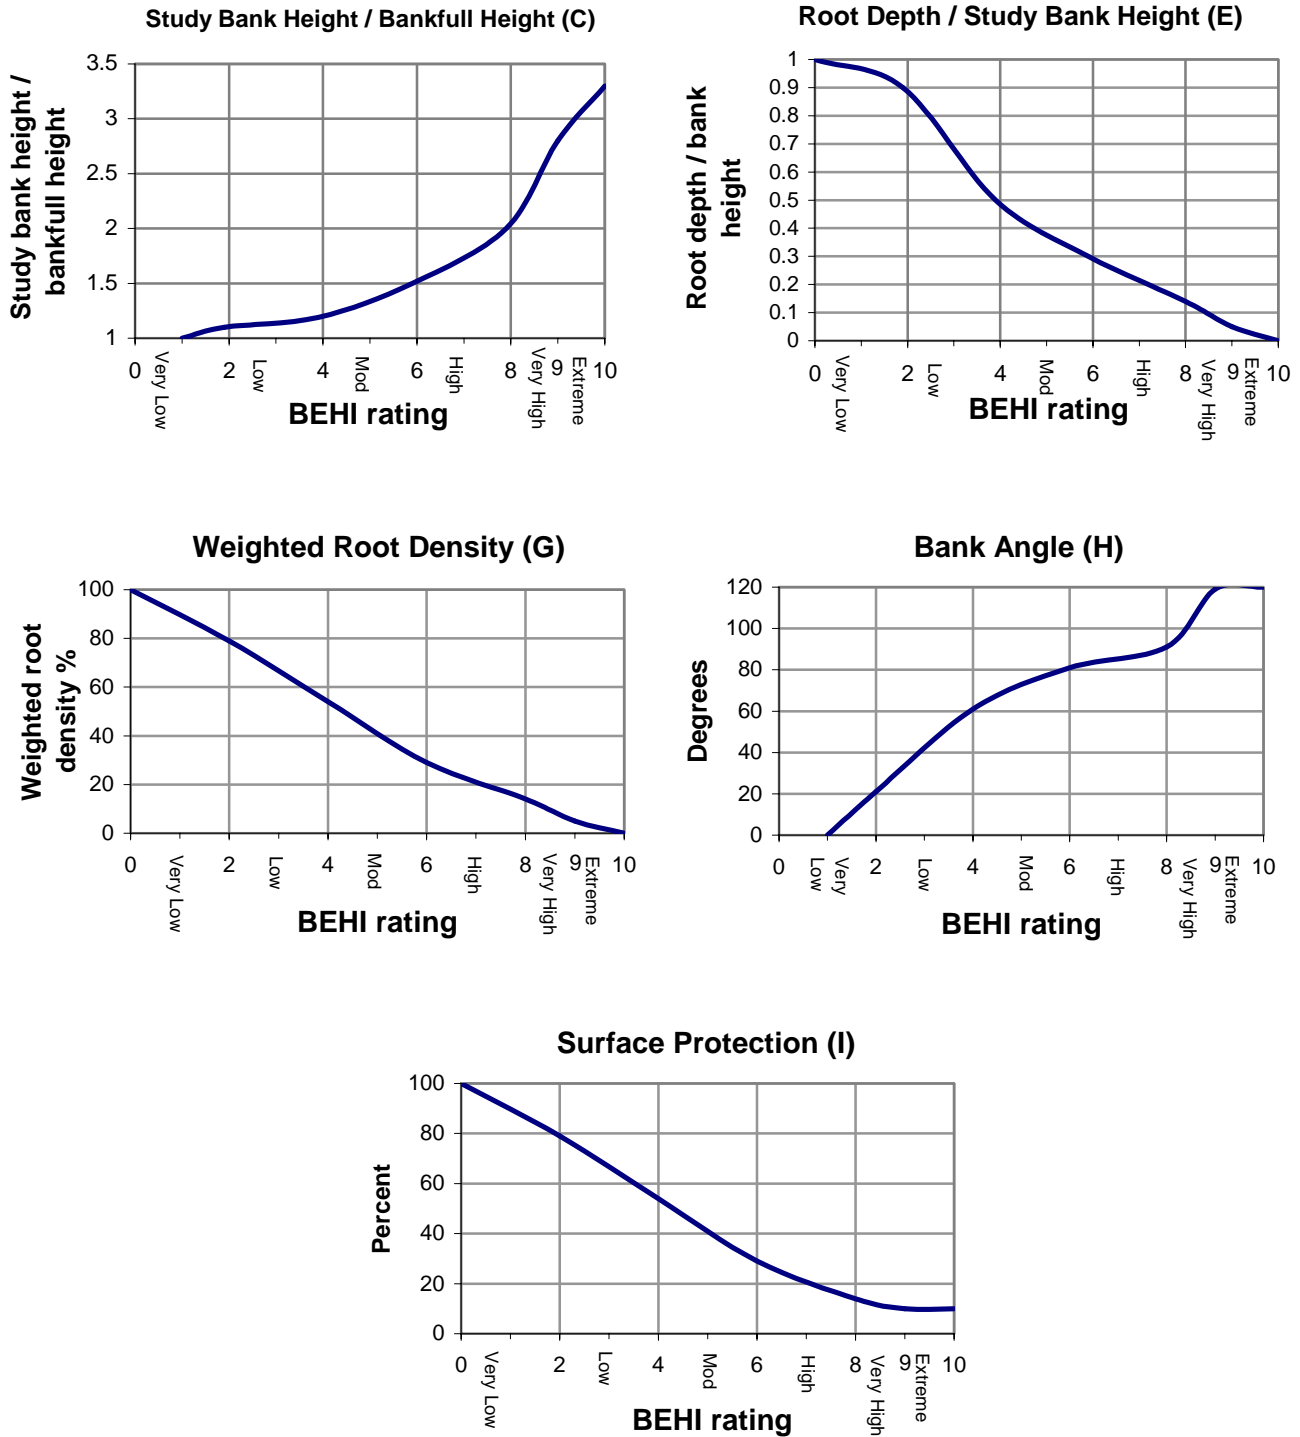 Study Bank Height / Bankfull Height (C)
Study bank height /
bankfull height
3.5
3
2.5
2
1.5
1
0 Very Low 2 Low 4 Mod 6 High 8 Very High 9 Extreme 10
BEHI rating
Root Depth / Study Bank Height (E)
Root depth / bank
height
1
0.9
0.8
0.7
0.6
0.5
0.4
0.3
0.2
0.1
0
0 Very Low 2 Low 4 Mod 6 High 8 Very High 9 Extreme 10
BEHI rating
Weighted Root Density (G)
Weighted root
density %
100
80
60
40
20
0
0 Very Low 2 Low 4 Mod 6 High 8 Very High 9 Extreme 10
BEHI rating
Bank Angle (H)
Degrees
120
100
80
60
40
20
0
0 Very Low 2 Low 4 Mod 6 High 8 Very High 9 Extreme 10
BEHI rating
Surface Protection (I)
Percent
100
80
60
40
20
0
0 Very Low 2 Low 4 Mod 6 High 8 Very High 9 Extreme 10
BEHI rating